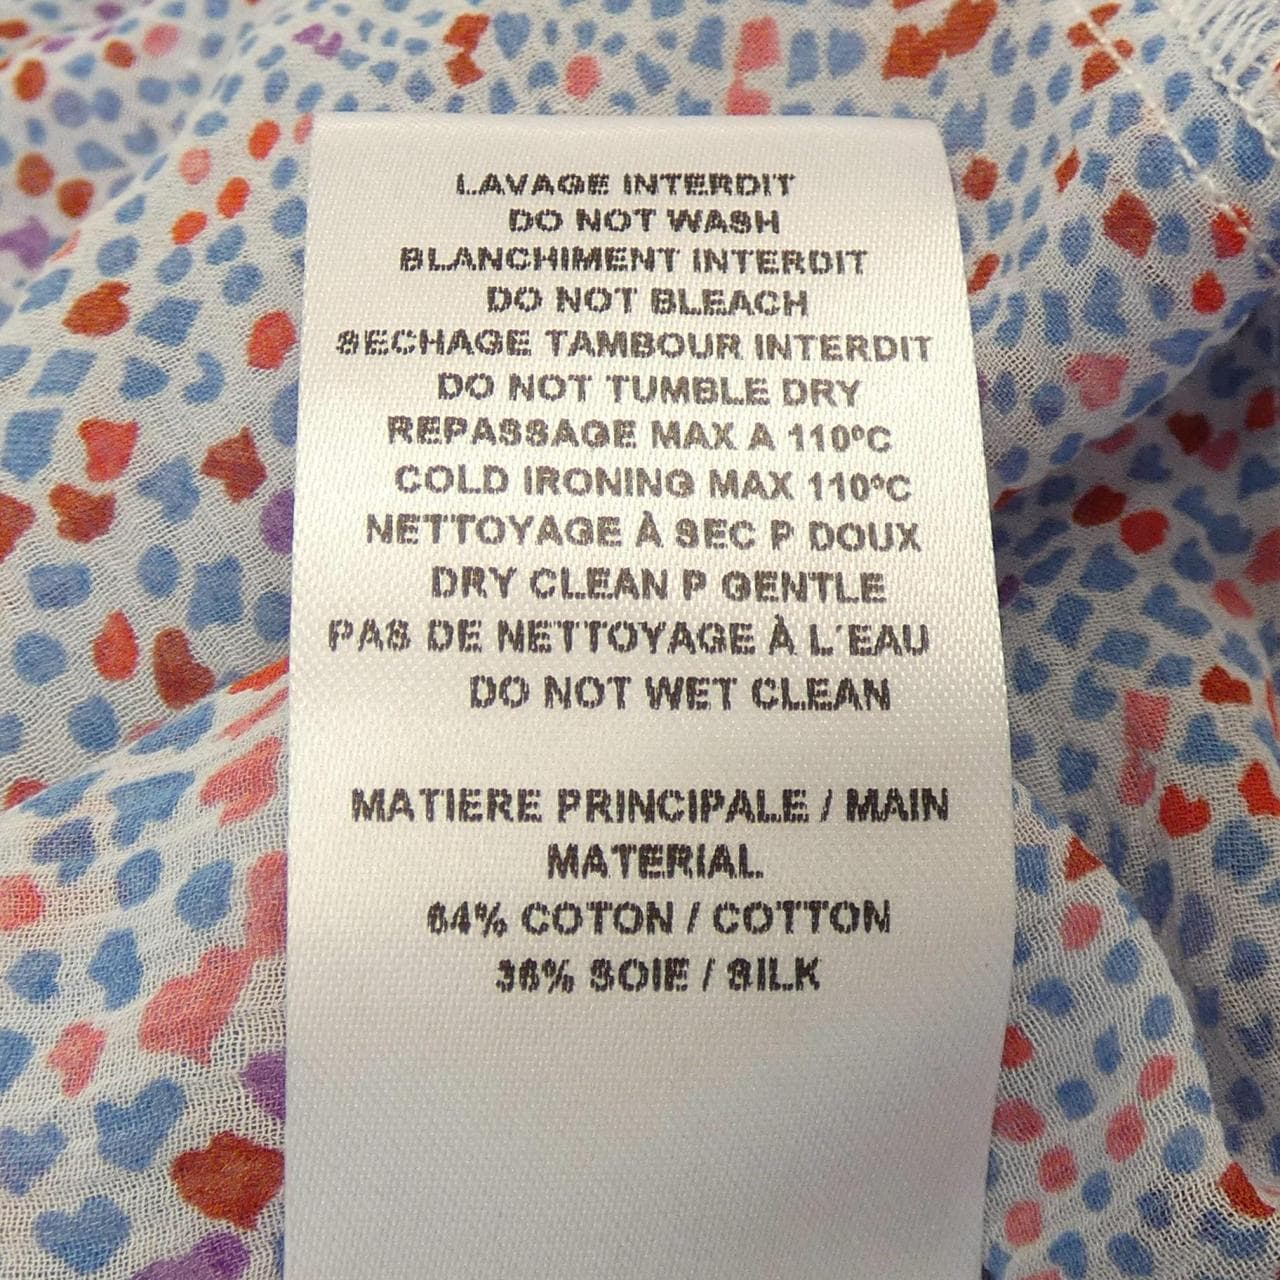 LAVAGE INTERDIT
DO NOT WASH
BLANCHIMENT INTERDIT
DO NOT BLEACH
SECHAGE TAMBOUR INTERDIT
DO NOT TUMBLE DRY
REPASSAGE MAX A 110ºC
COLD IRONING MAX 110ºC
NETTOYAGE À SEC P DOUX
DRY CLEAN P GENTLE
PAS DE NETTOYAGE À L´EAU
DO NOT WET CLEAN
MATIERE PRINCIPALE / MAIN
MATERIAL
64% COTON / COTTON
36% SOIE / SILK